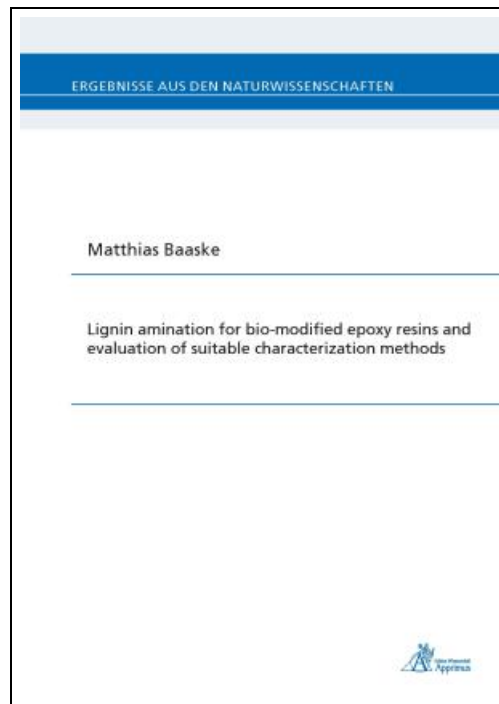 ERGEBNISSE AUS DEN NATURWISSENSCHAFTEN
Matthias Baaske
Lignin amination for bio-modified epoxy resins and
evaluation of suitable characterization methods
Apprimus